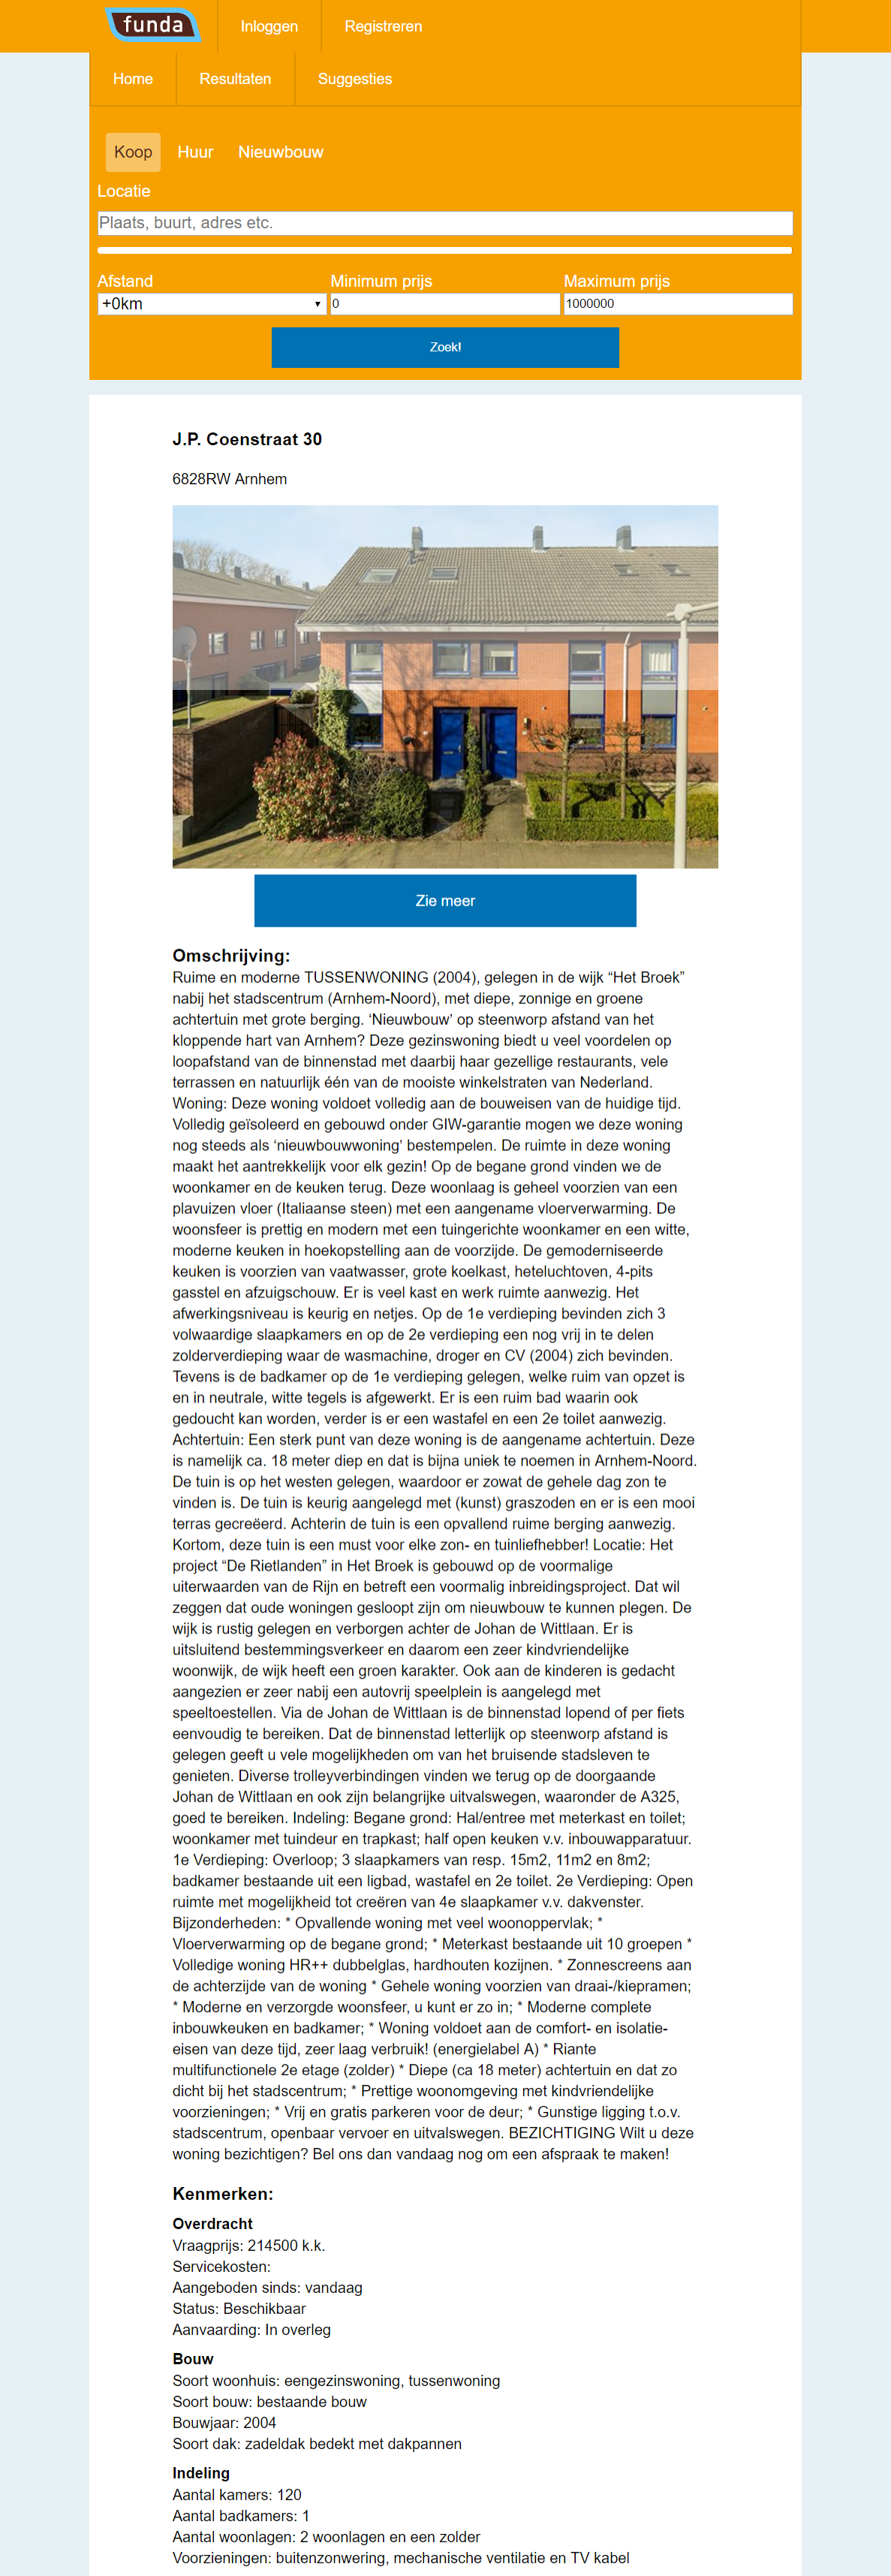 funda
Inloggen
Registreren
Home
Resultaten
Suggesties
Koop
Huur
Nieuwbouw
Locatie
Plaats, buurt, adres etc.
Afstand
Minimum prijs
Maximum prijs
+0km
0
1000000
Zoek!
J.P. Coenstraat 30
6828RW Arnhem
Zie meer
Omschrijving:
Ruime en moderne TUSSENWONING (2004), gelegen in de wijk “Het Broek”
nabij het stadscentrum (Arnhem-Noord), met diepe, zonnige en groene
achtertuin met grote berging. ‘Nieuwbouw’ op steenworp afstand van het
kloppende hart van Arnhem? Deze gezinswoning biedt u veel voordelen op
loopafstand van de binnenstad met daarbij haar gezellige restaurants, vele
terrassen en natuurlijk één van de mooiste winkelstraten van Nederland.
Woning: Deze woning voldoet volledig aan de bouweisen van de huidige tijd.
Volledig geïsoleerd en gebouwd onder GIW-garantie mogen we deze woning
nog steeds als ‘nieuwbouwwoning’ bestempelen. De ruimte in deze woning
maakt het aantrekkelijk voor elk gezin! Op de begane grond vinden we de
woonkamer en de keuken terug. Deze woonlaag is geheel voorzien van een
plavuizen vloer (Italiaanse steen) met een aangename vloerverwarming. De
woonsfeer is prettig en modern met een tuingerichte woonkamer en een witte,
moderne keuken in hoekopstelling aan de voorzijde. De gemoderniseerde
keuken is voorzien van vaatwasser, grote koelkast, heteluchtoven, 4-pits
gasstel en afzuigschouw. Er is veel kast en werk ruimte aanwezig. Het
afwerkingsniveau is keurig en netjes. Op de 1e verdieping bevinden zich 3
volwaardige slaapkamers en op de 2e verdieping een nog vrij in te delen
zolderverdieping waar de wasmachine, droger en CV (2004) zich bevinden.
Tevens is de badkamer op de 1e verdieping gelegen, welke ruim van opzet is
en in neutrale, witte tegels is afgewerkt. Er is een ruim bad waarin ook
gedoucht kan worden, verder is er een wastafel en een 2e toilet aanwezig.
Achtertuin: Een sterk punt van deze woning is de aangename achtertuin. Deze
is namelijk ca. 18 meter diep en dat is bijna uniek te noemen in Arnhem-Noord.
De tuin is op het westen gelegen, waardoor er zowat de gehele dag zon te
vinden is. De tuin is keurig aangelegd met (kunst) graszoden en er is een mooi
terras gecreëerd. Achterin de tuin is een opvallend ruime berging aanwezig.
Kortom, deze tuin is een must voor elke zon- en tuinliefhebber! Locatie: Het
project “De Rietlanden” in Het Broek is gebouwd op de voormalige
uiterwaarden van de Rijn en betreft een voormalig inbreidingsproject. Dat wil
zeggen dat oude woningen gesloopt zijn om nieuwbouw te kunnen plegen. De
wijk is rustig gelegen en verborgen achter de Johan de Wittlaan. Er is
uitsluitend bestemmingsverkeer en daarom een zeer kindvriendelijke
woonwijk, de wijk heeft een groen karakter. Ook aan de kinderen is gedacht
aangezien er zeer nabij een autovrij speelplein is aangelegd met
speeltoestellen. Via de Johan de Wittlaan is de binnenstad lopend of per fiets
eenvoudig te bereiken. Dat de binnenstad letterlijk op steenworp afstand is
gelegen geeft u vele mogelijkheden om van het bruisende stadsleven te
genieten. Diverse trolleyverbindingen vinden we terug op de doorgaande
Johan de Wittlaan en ook zijn belangrijke uitvalswegen, waaronder de A325,
goed te bereiken. Indeling: Begane grond: Hal/entree met meterkast en toilet;
woonkamer met tuindeur en trapkast; half open keuken v.v. inbouwapparatuur.
1e Verdieping: Overloop; 3 slaapkamers van resp. 15m2, 11m2 en 8m2;
badkamer bestaande uit een ligbad, wastafel en 2e toilet. 2e Verdieping: Open
ruimte met mogelijkheid tot creëren van 4e slaapkamer v.v. dakvenster.
Bijzonderheden: * Opvallende woning met veel woonoppervlak; *
Vloerverwarming op de begane grond; * Meterkast bestaande uit 10 groepen *
Volledige woning HR++ dubbelglas, hardhouten kozijnen. * Zonnescreens aan
de achterzijde van de woning * Gehele woning voorzien van draai-/kiepramen;
* Moderne en verzorgde woonsfeer, u kunt er zo in; * Moderne complete
inbouwkeuken en badkamer; * Woning voldoet aan de comfort- en isolatie-
eisen van deze tijd, zeer laag verbruik! (energielabel A) * Riante
multifunctionele 2e etage (zolder) * Diepe (ca 18 meter) achtertuin en dat zo
dicht bij het stadscentrum; * Prettige woonomgeving met kindvriendelijke
voorzieningen; * Vrij en gratis parkeren voor de deur; * Gunstige ligging t.o.v.
stadscentrum, openbaar vervoer en uitvalswegen. BEZICHTIGING Wilt u deze
woning bezichtigen? Bel ons dan vandaag nog om een afspraak te maken!
Kenmerken:
Overdracht
Vraagprijs: 214500 k.k.
Servicekosten:
Aangeboden sinds: vandaag
Status: Beschikbaar
Aanvaarding: In overleg
Bouw
Soort woonhuis: eengezinswoning, tussenwoning
Soort bouw: bestaande bouw
Bouwjaar: 2004
Soort dak: zadeldak bedekt met dakpannen
Indeling
Aantal kamers: 120
Aantal badkamers: 1
Aantal woonlagen: 2 woonlagen en een zolder
Voorzieningen: buitenzonwering, mechanische ventilatie en TV kabel